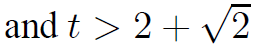 and t > 2 + √2